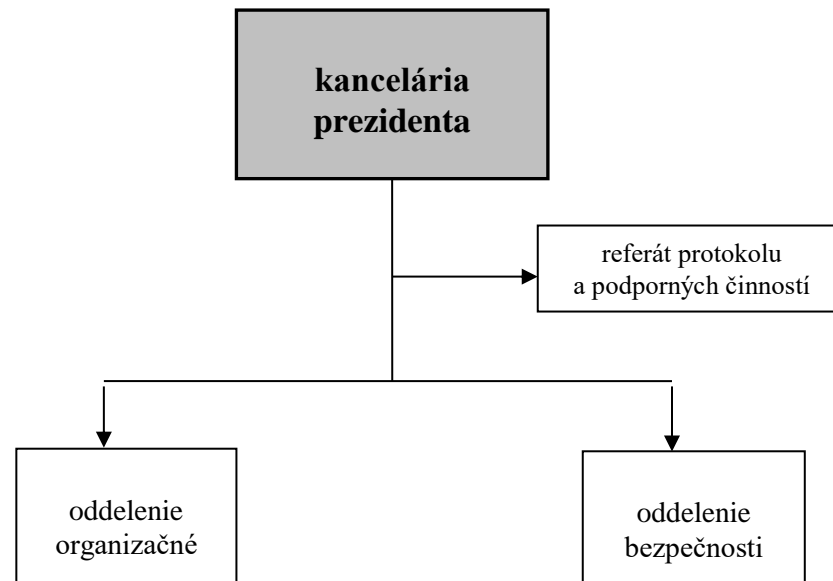 kancelária
prezidenta
referát protokolu
a podporných činností
oddelenie
organizačné
oddelenie
bezpečnosti